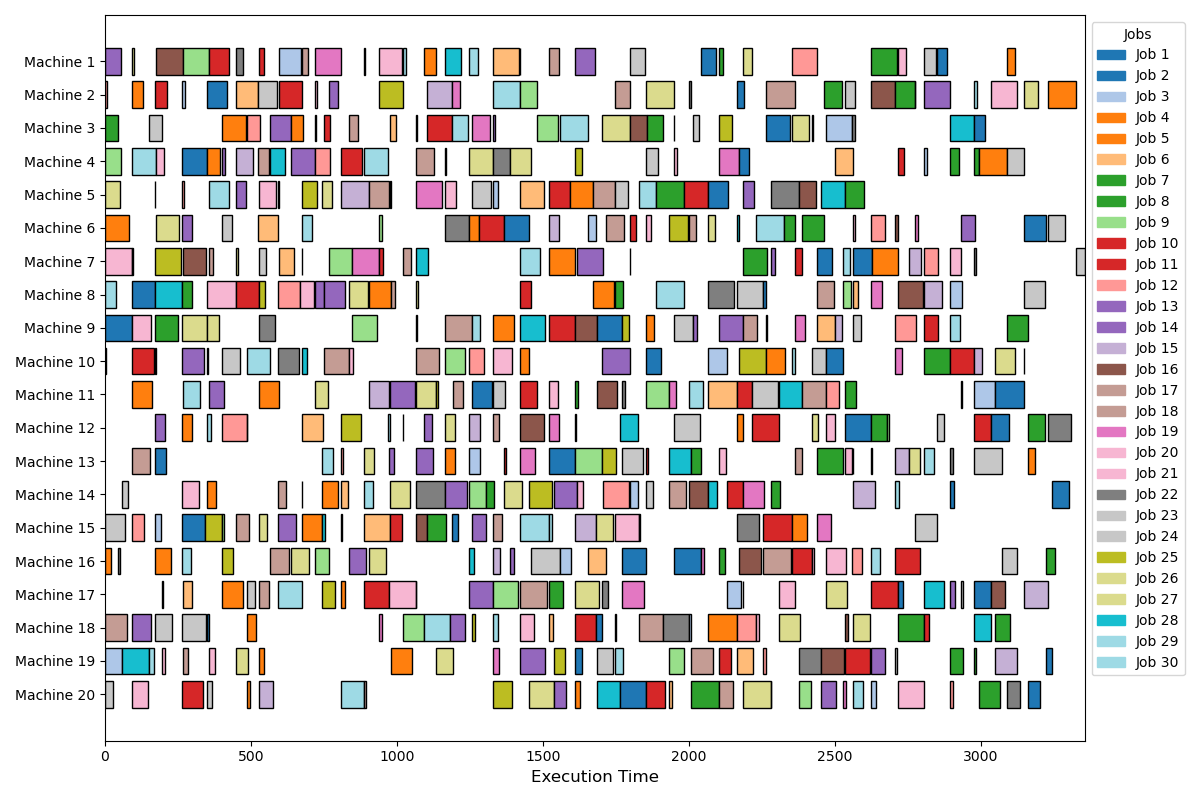 Machine 1
Machine 2
Machine 3
Machine 4
Machine 5
Machine 6
Machine 7
Machine 8
Machine 9
Machine 10
Machine 11
Machine 12
Machine 13
Machine 14
Machine 15
Machine 16
Machine 17
Machine 18
Machine 19
Machine 20
0 500 1000 1500 2000 2500 3000
Execution Time
Jobs
Job 1
Job 2
Job 3
Job 4
Job 5
Job 6
Job 7
Job 8
Job 9
Job 10
Job 11
Job 12
Job 13
Job 14
Job 15
Job 16
Job 17
Job 18
Job 19
Job 20
Job 21
Job 22
Job 23
Job 24
Job 25
Job 26
Job 27
Job 28
Job 29
Job 30